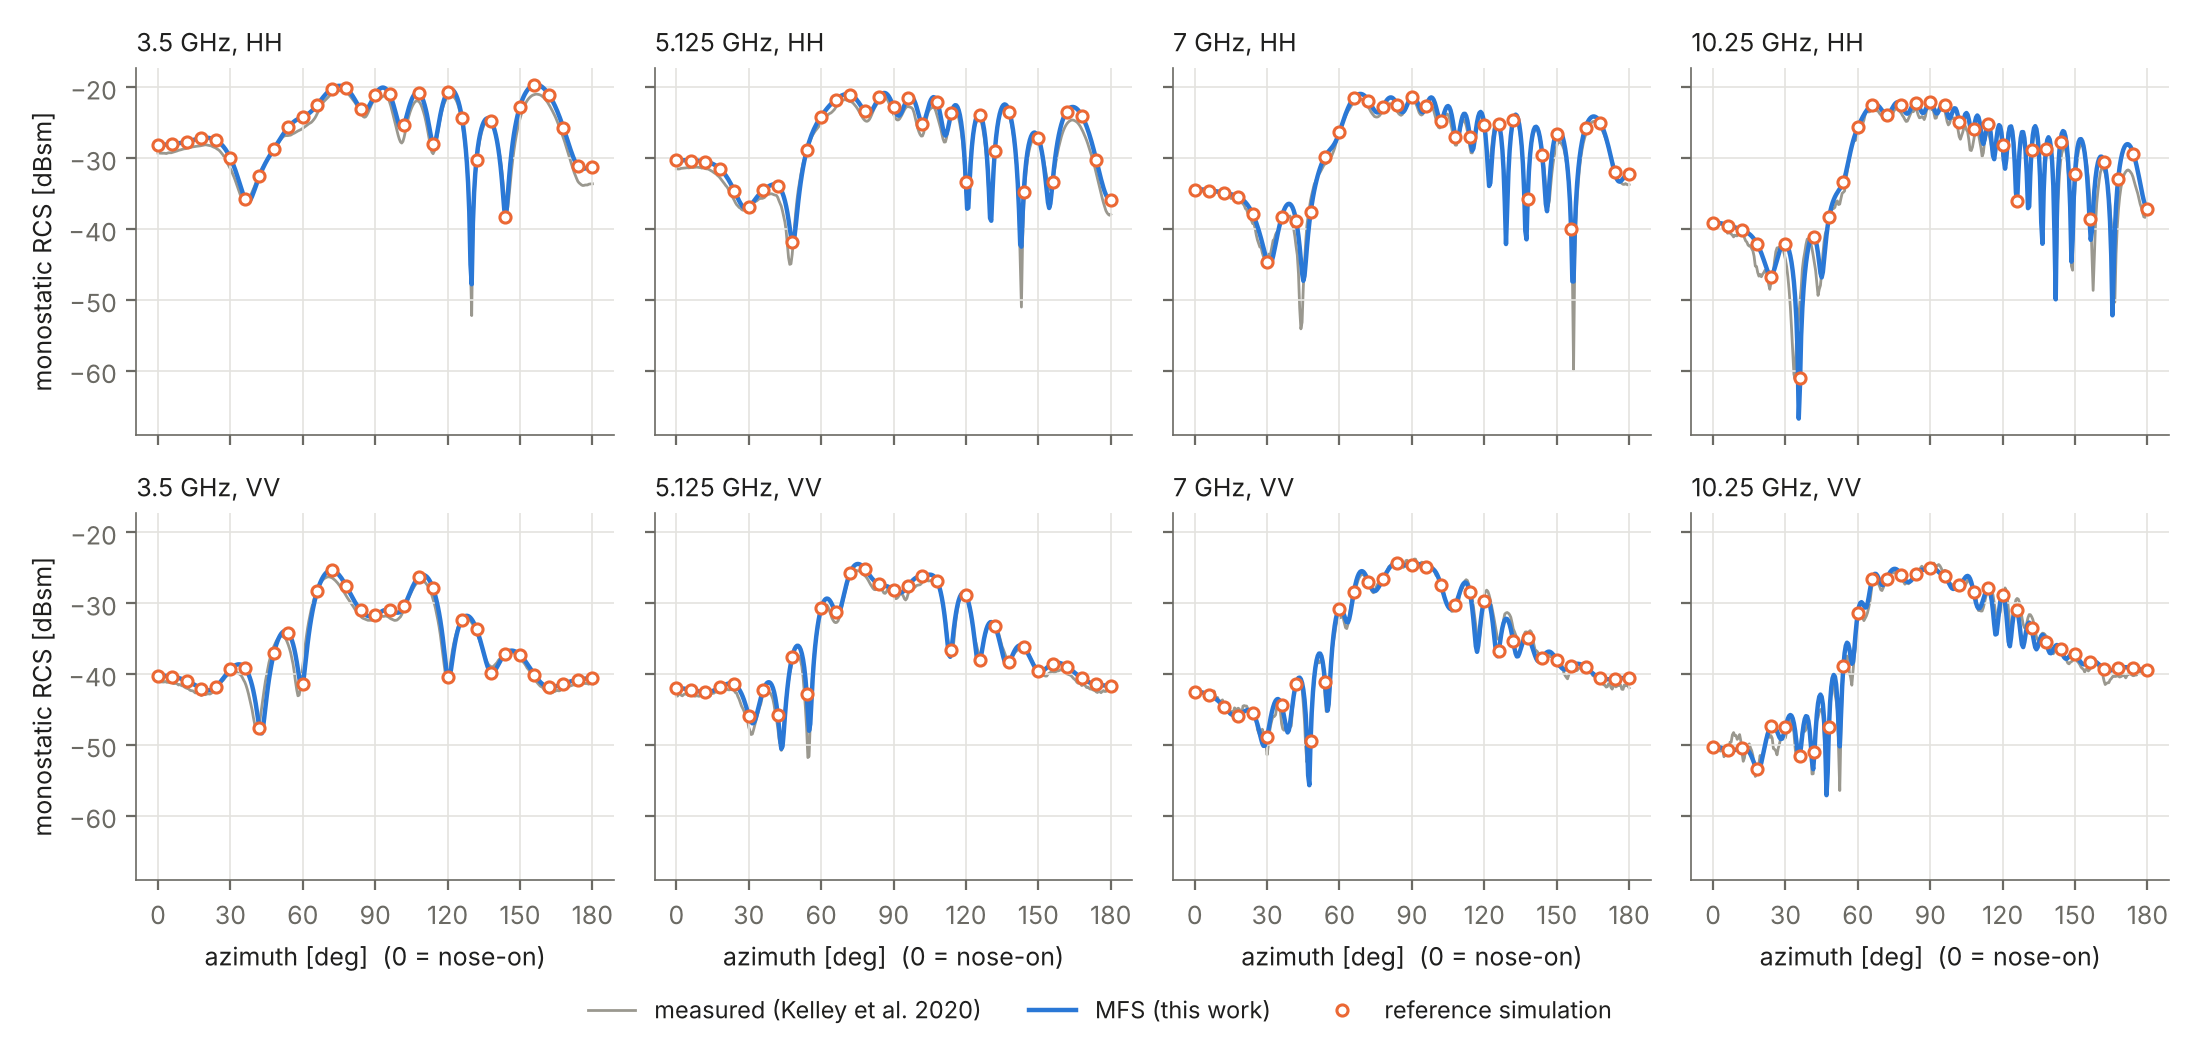 3.5 GHz, HH
5.125 GHz, HH
7 GHz, HH
10.25 GHz, HH
monostatic RCS [dBsm]
−20
−30
−40
−50
−60
3.5 GHz, VV
5.125 GHz, VV
7 GHz, VV
10.25 GHz, VV
monostatic RCS [dBsm]
−20
−30
−40
−50
−60
0 30 60 90 120 150 180
0 30 60 90 120 150 180
0 30 60 90 120 150 180
0 30 60 90 120 150 180
azimuth [deg] (0 = nose-on)
azimuth [deg] (0 = nose-on)
azimuth [deg] (0 = nose-on)
azimuth [deg] (0 = nose-on)
measured (Kelley et al. 2020)
MFS (this work)
reference simulation